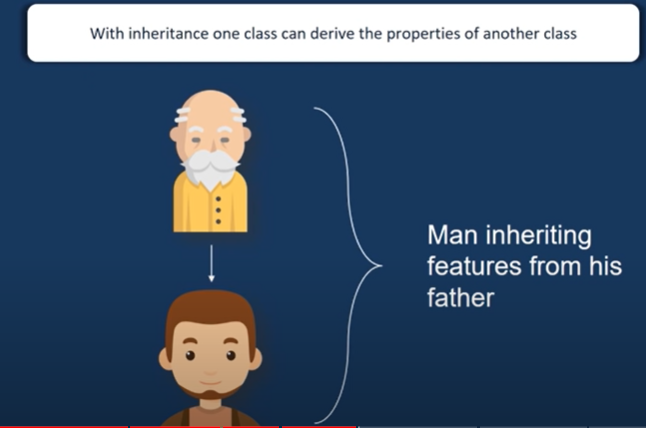 With inheritance one class can derive the properties of another class
Man inheriting
features from his
father